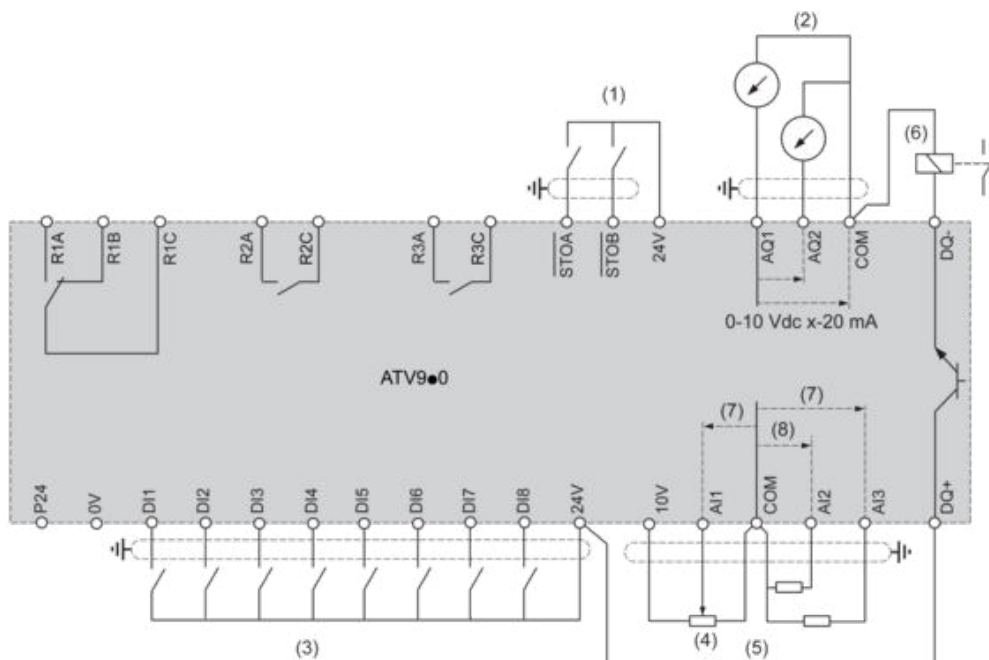 (2)
(1)
(6)
R1A
R1B
R1C
R2A
R2C
R3A
R3C
STOA
STOB
24V
AQ1
AQ2
COM
DQ-
0-10 Vdc x-20 mA
ATV9●0
(7)
(7)
(8)
P24
0V
DI1
DI2
DI3
DI4
DI5
DI6
DI7
DI8
24V
10V
AI1
COM
AI2
AI3
DQ+
(3)
(4)
(5)